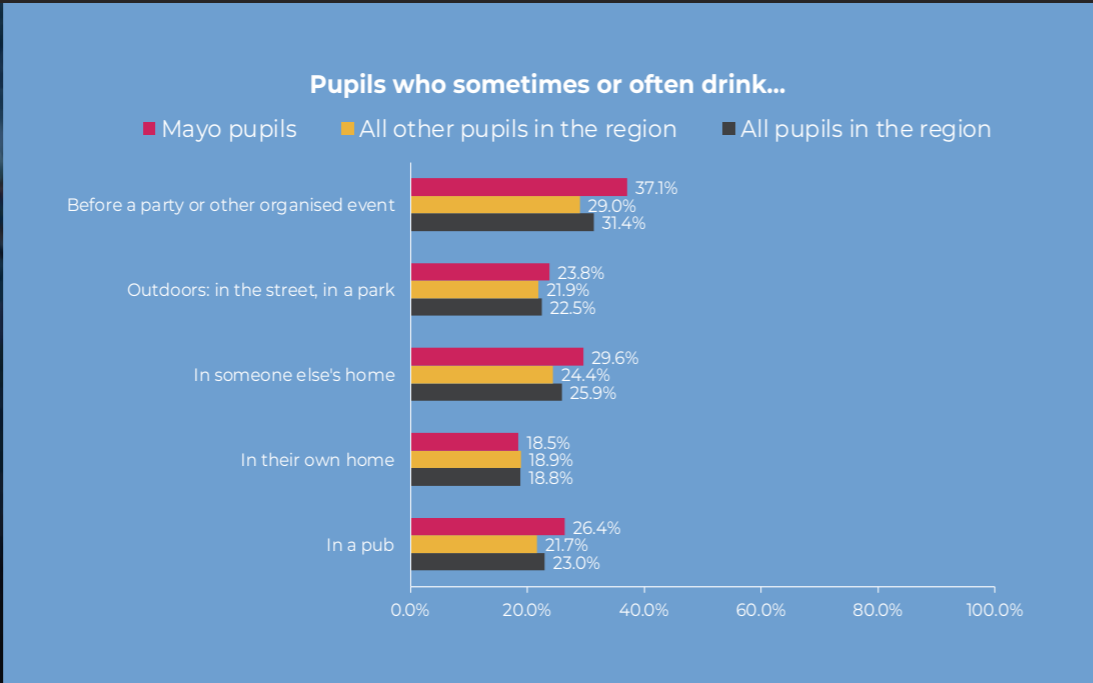 Pupils who sometimes or often drink...
Mayo pupils All other pupils in the region All pupils in the region
Before a party or other organised event 37.1%
29.0%
31.4%
Outdoors: in the street, in a park 23.8%
21.9%
22.5%
In someone else's home 29.6%
24.4%
25.9%
In their own home 18.5%
18.9%
18.8%
In a pub 26.4%
21.7%
23.0%
0.0% 20.0% 40.0% 60.0% 80.0% 100.0%